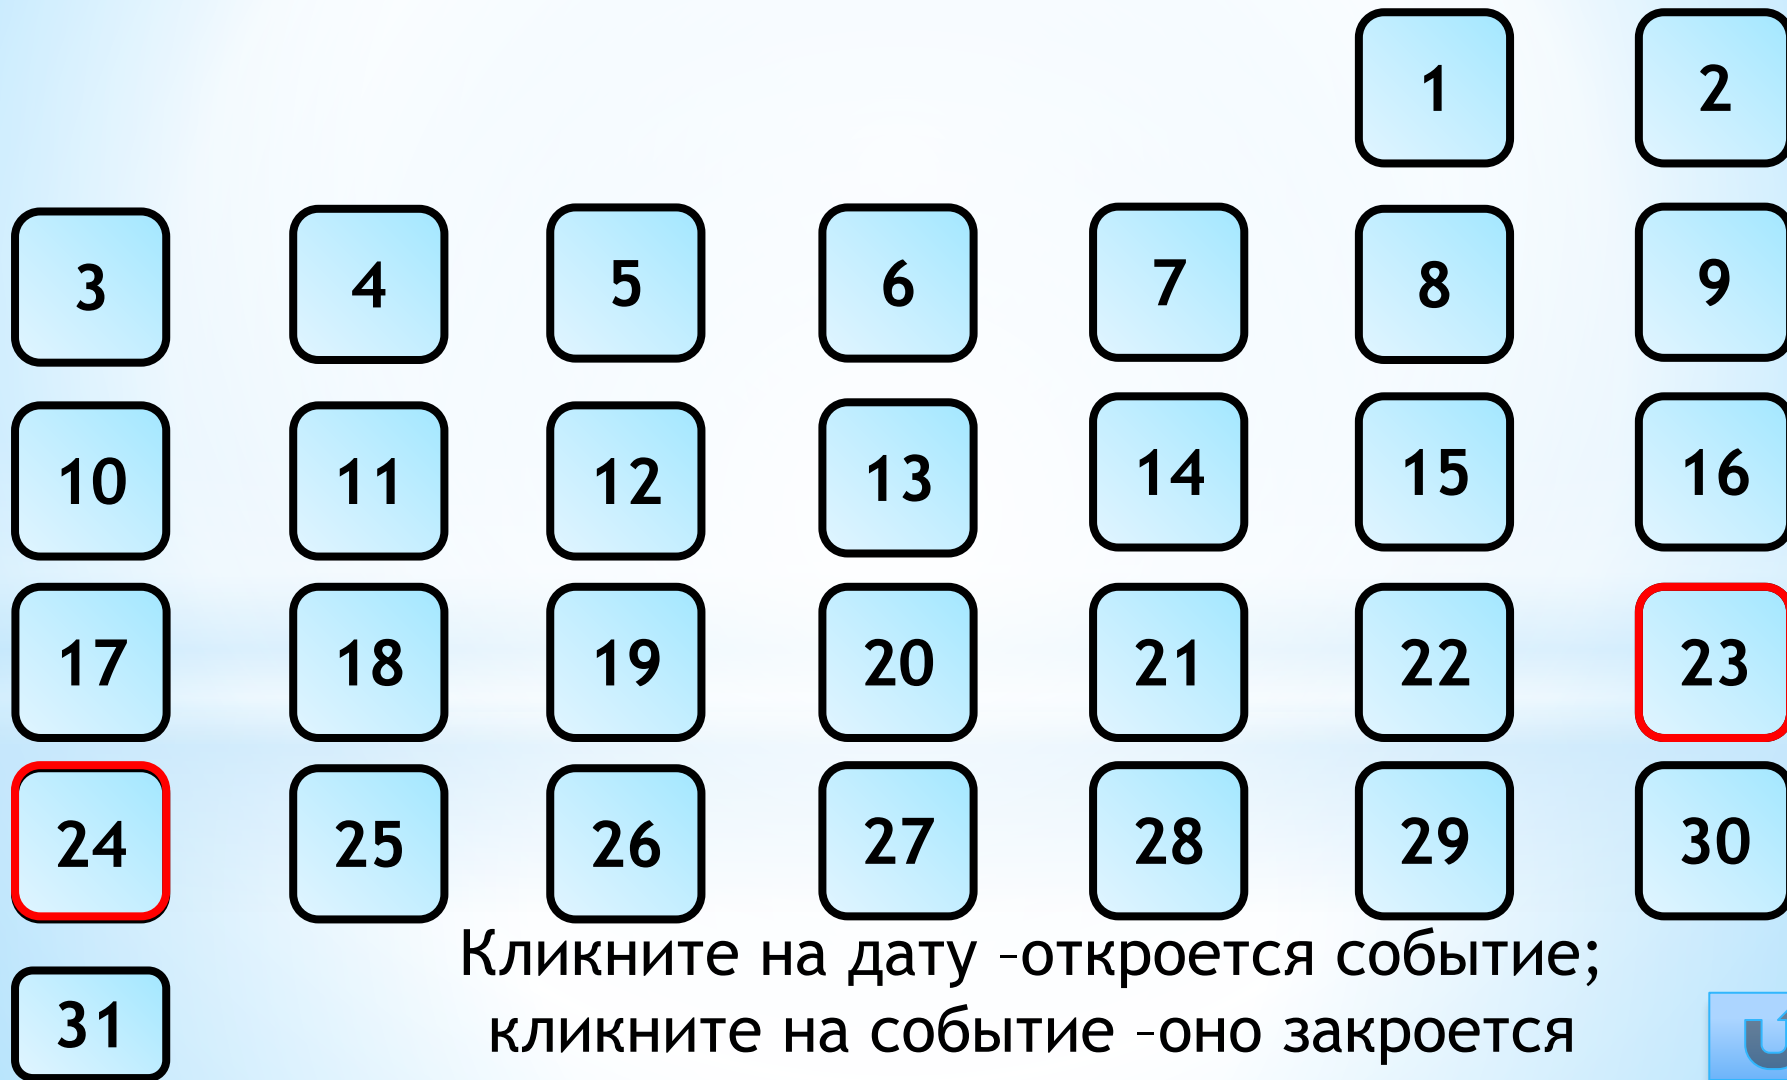 1 2
3 4 5 6 7 8 9
10 11 12 13 14 15 16
17 18 19 20 21 22 23
24 25 26 27 28 29 30
Кликните на дату –откроется событие;
31
кликните на событие –оно закроется